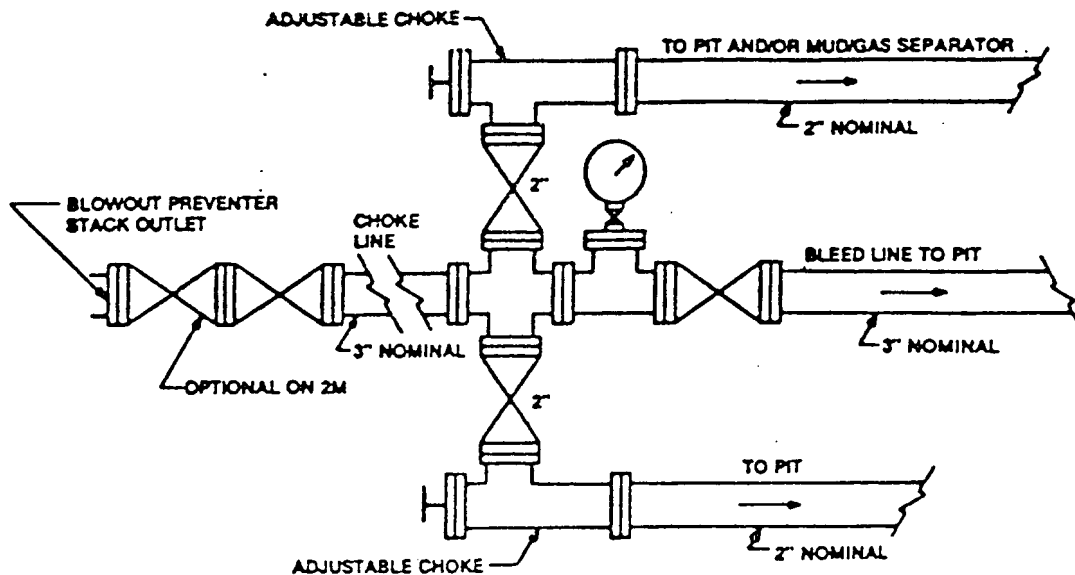 ADJUSTABLE CHOKE
TO PIT AND/OR MUD/GAS SEPARATOR
2" NOMINAL
2"
BLOWOUT PREVENTER
STACK OUTLET
CHOKE
LINE
BLEED LINE TO PIT
3" NOMINAL
3" NOMINAL
OPTIONAL ON 2M
2"
TO PIT
2" NOMINAL
ADJUSTABLE CHOKE